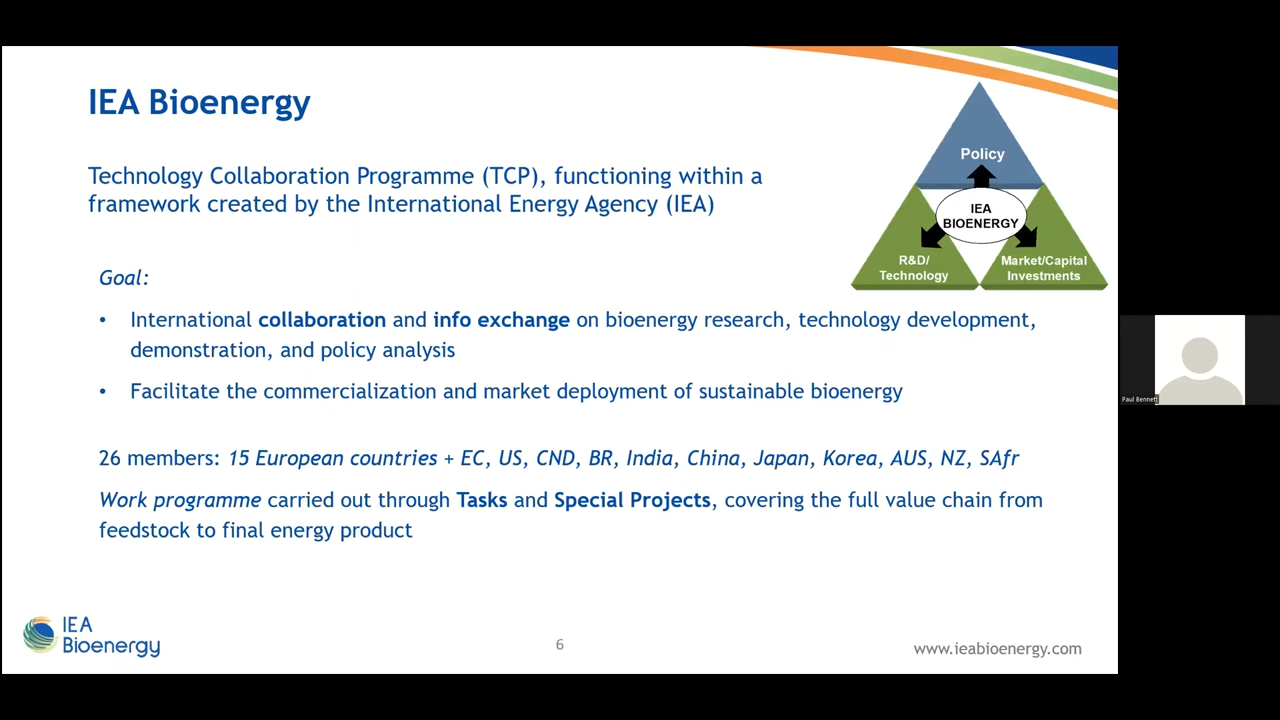 IEA Bioenergy
Technology Collaboration Programme (TCP), functioning within a
framework created by the International Energy Agency (IEA)
Policy
IEA
BIOENERGY
R&D/
Technology
Market/Capital
Investments
Goal:
• International collaboration and info exchange on bioenergy research, technology development,
demonstration, and policy analysis
• Facilitate the commercialization and market deployment of sustainable bioenergy
26 members: 15 European countries + EC, US, CND, BR, India, China, Japan, Korea, AUS, NZ, SAfr
Work programme carried out through Tasks and Special Projects, covering the full value chain from
feedstock to final energy product
IEA
Bioenergy
6
www.ieabioenergy.com
Paul Bennett